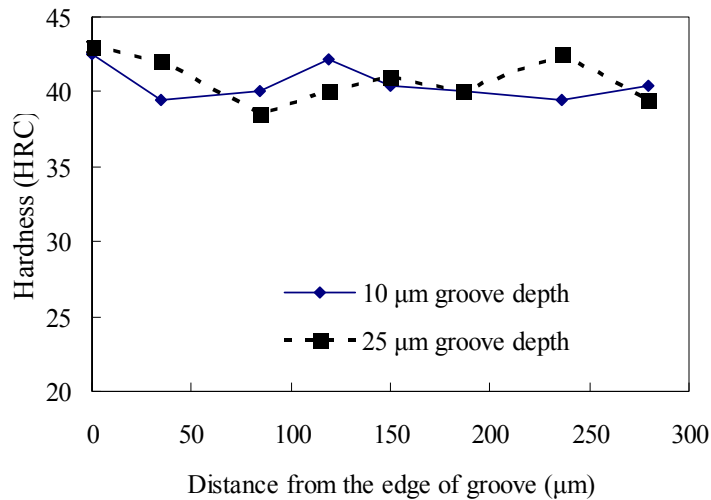 45
40
35
30
25
20
Hardness (HRC)
10 μm groove depth
25 μm groove depth
0 50 100 150 200 250 300
Distance from the edge of groove (μm)